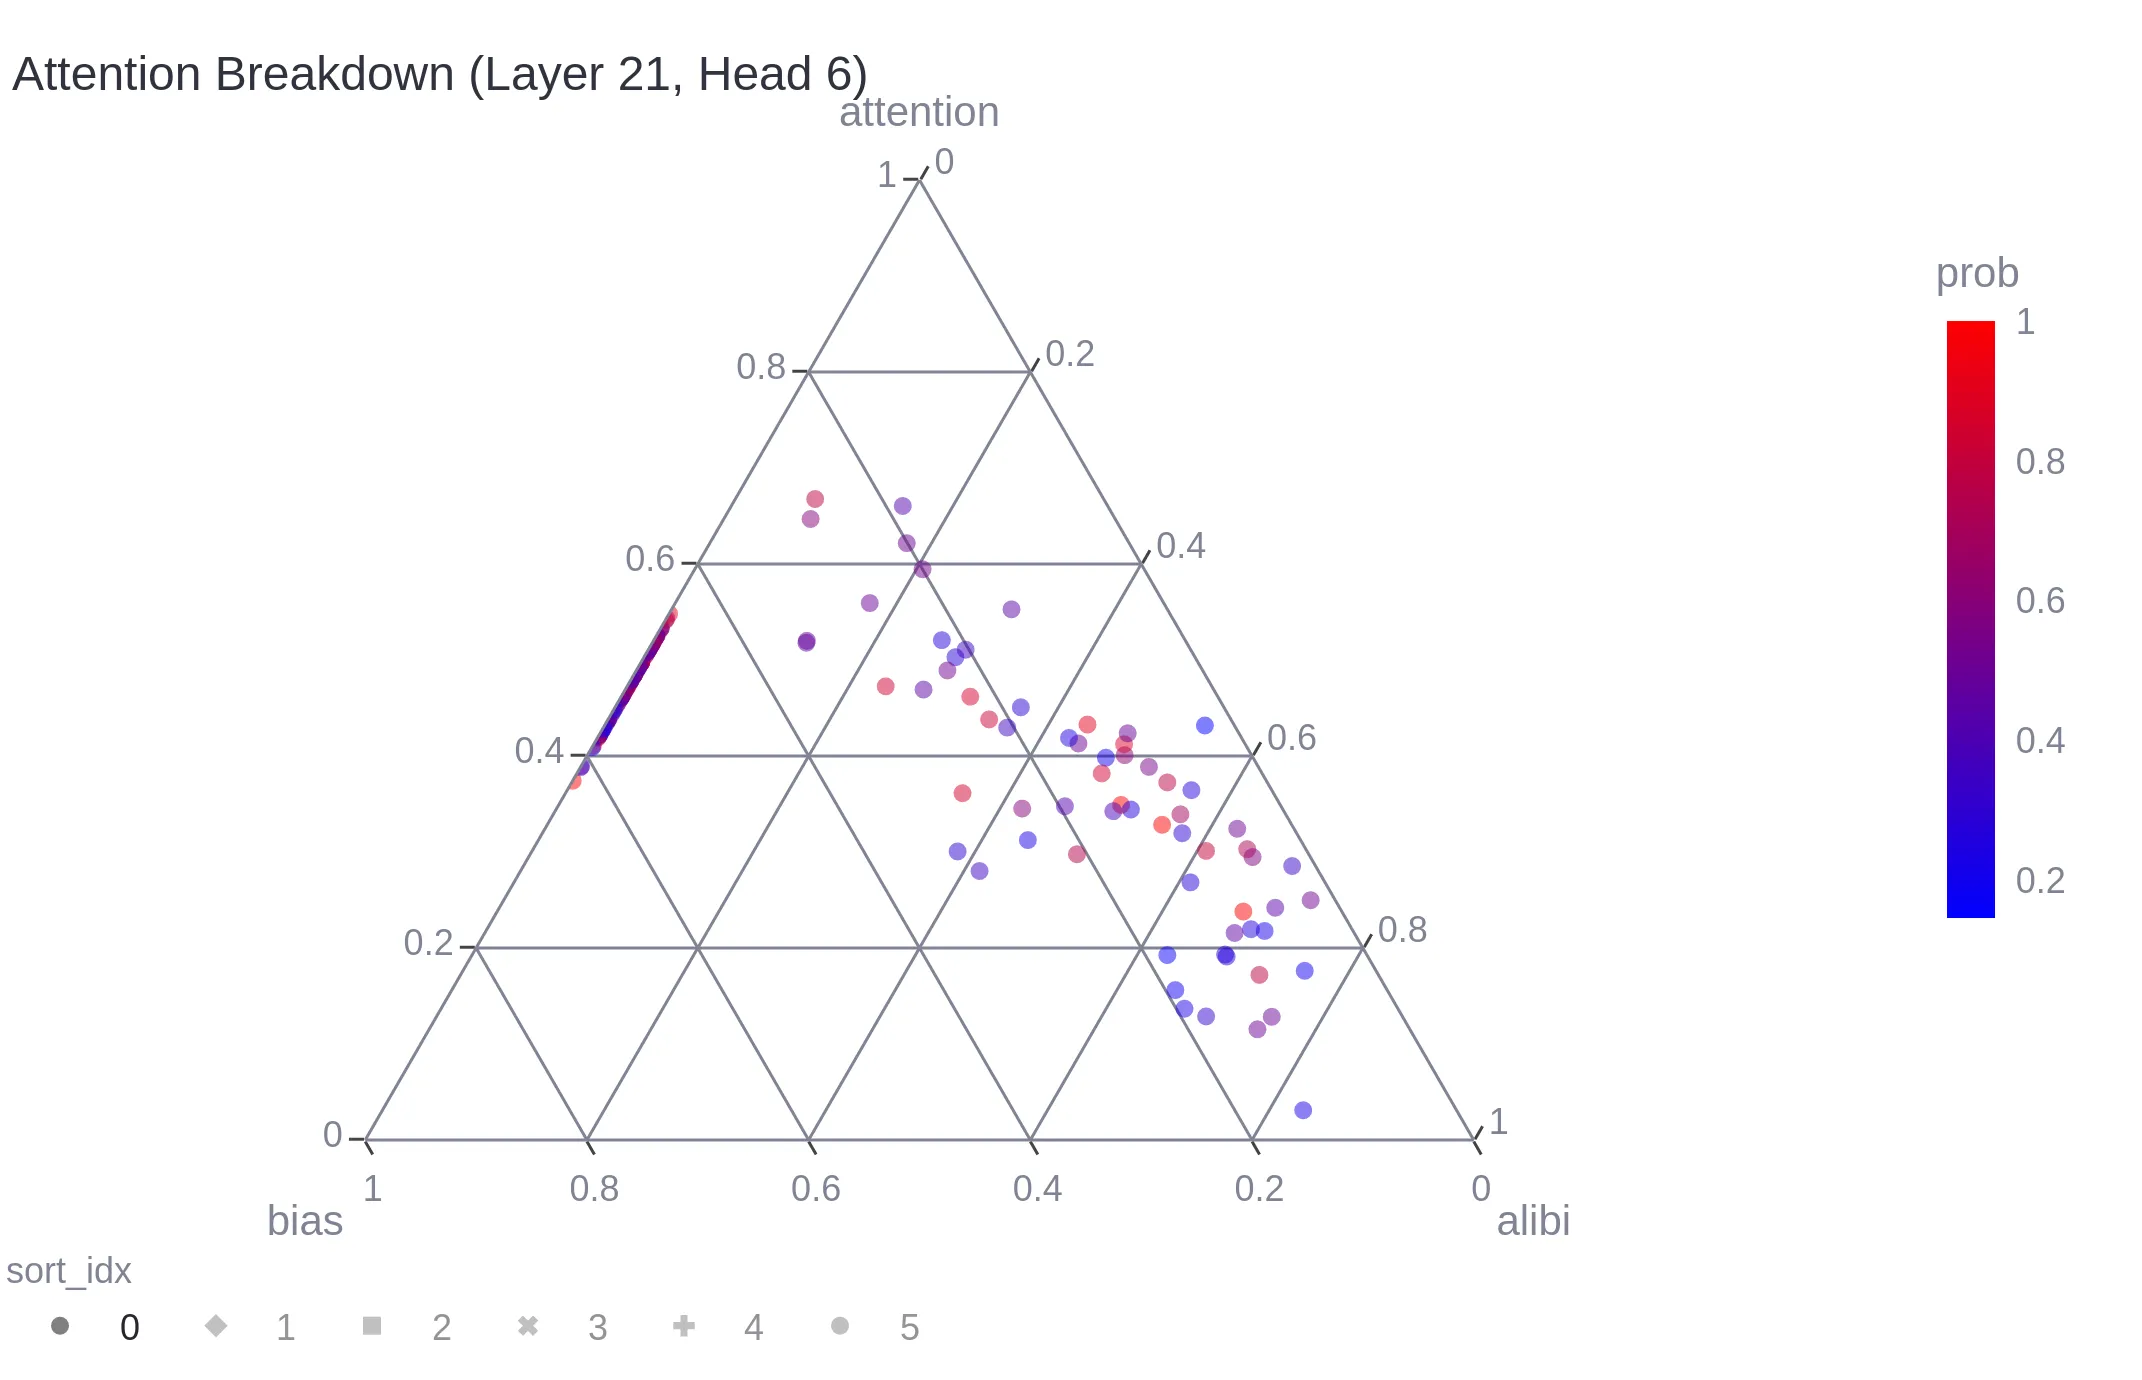 Attention Breakdown (Layer 21, Head 6)
attention
1 0
prob
1
0.8 0.2
0.8
0.6 0.4
0.6
0.4 0.6
0.4
0.2 0.8
0.2
0 1
1 0.8 0.6 0.4 0.2 0
bias alibi
sort_idx
0 1 2 3 4 5